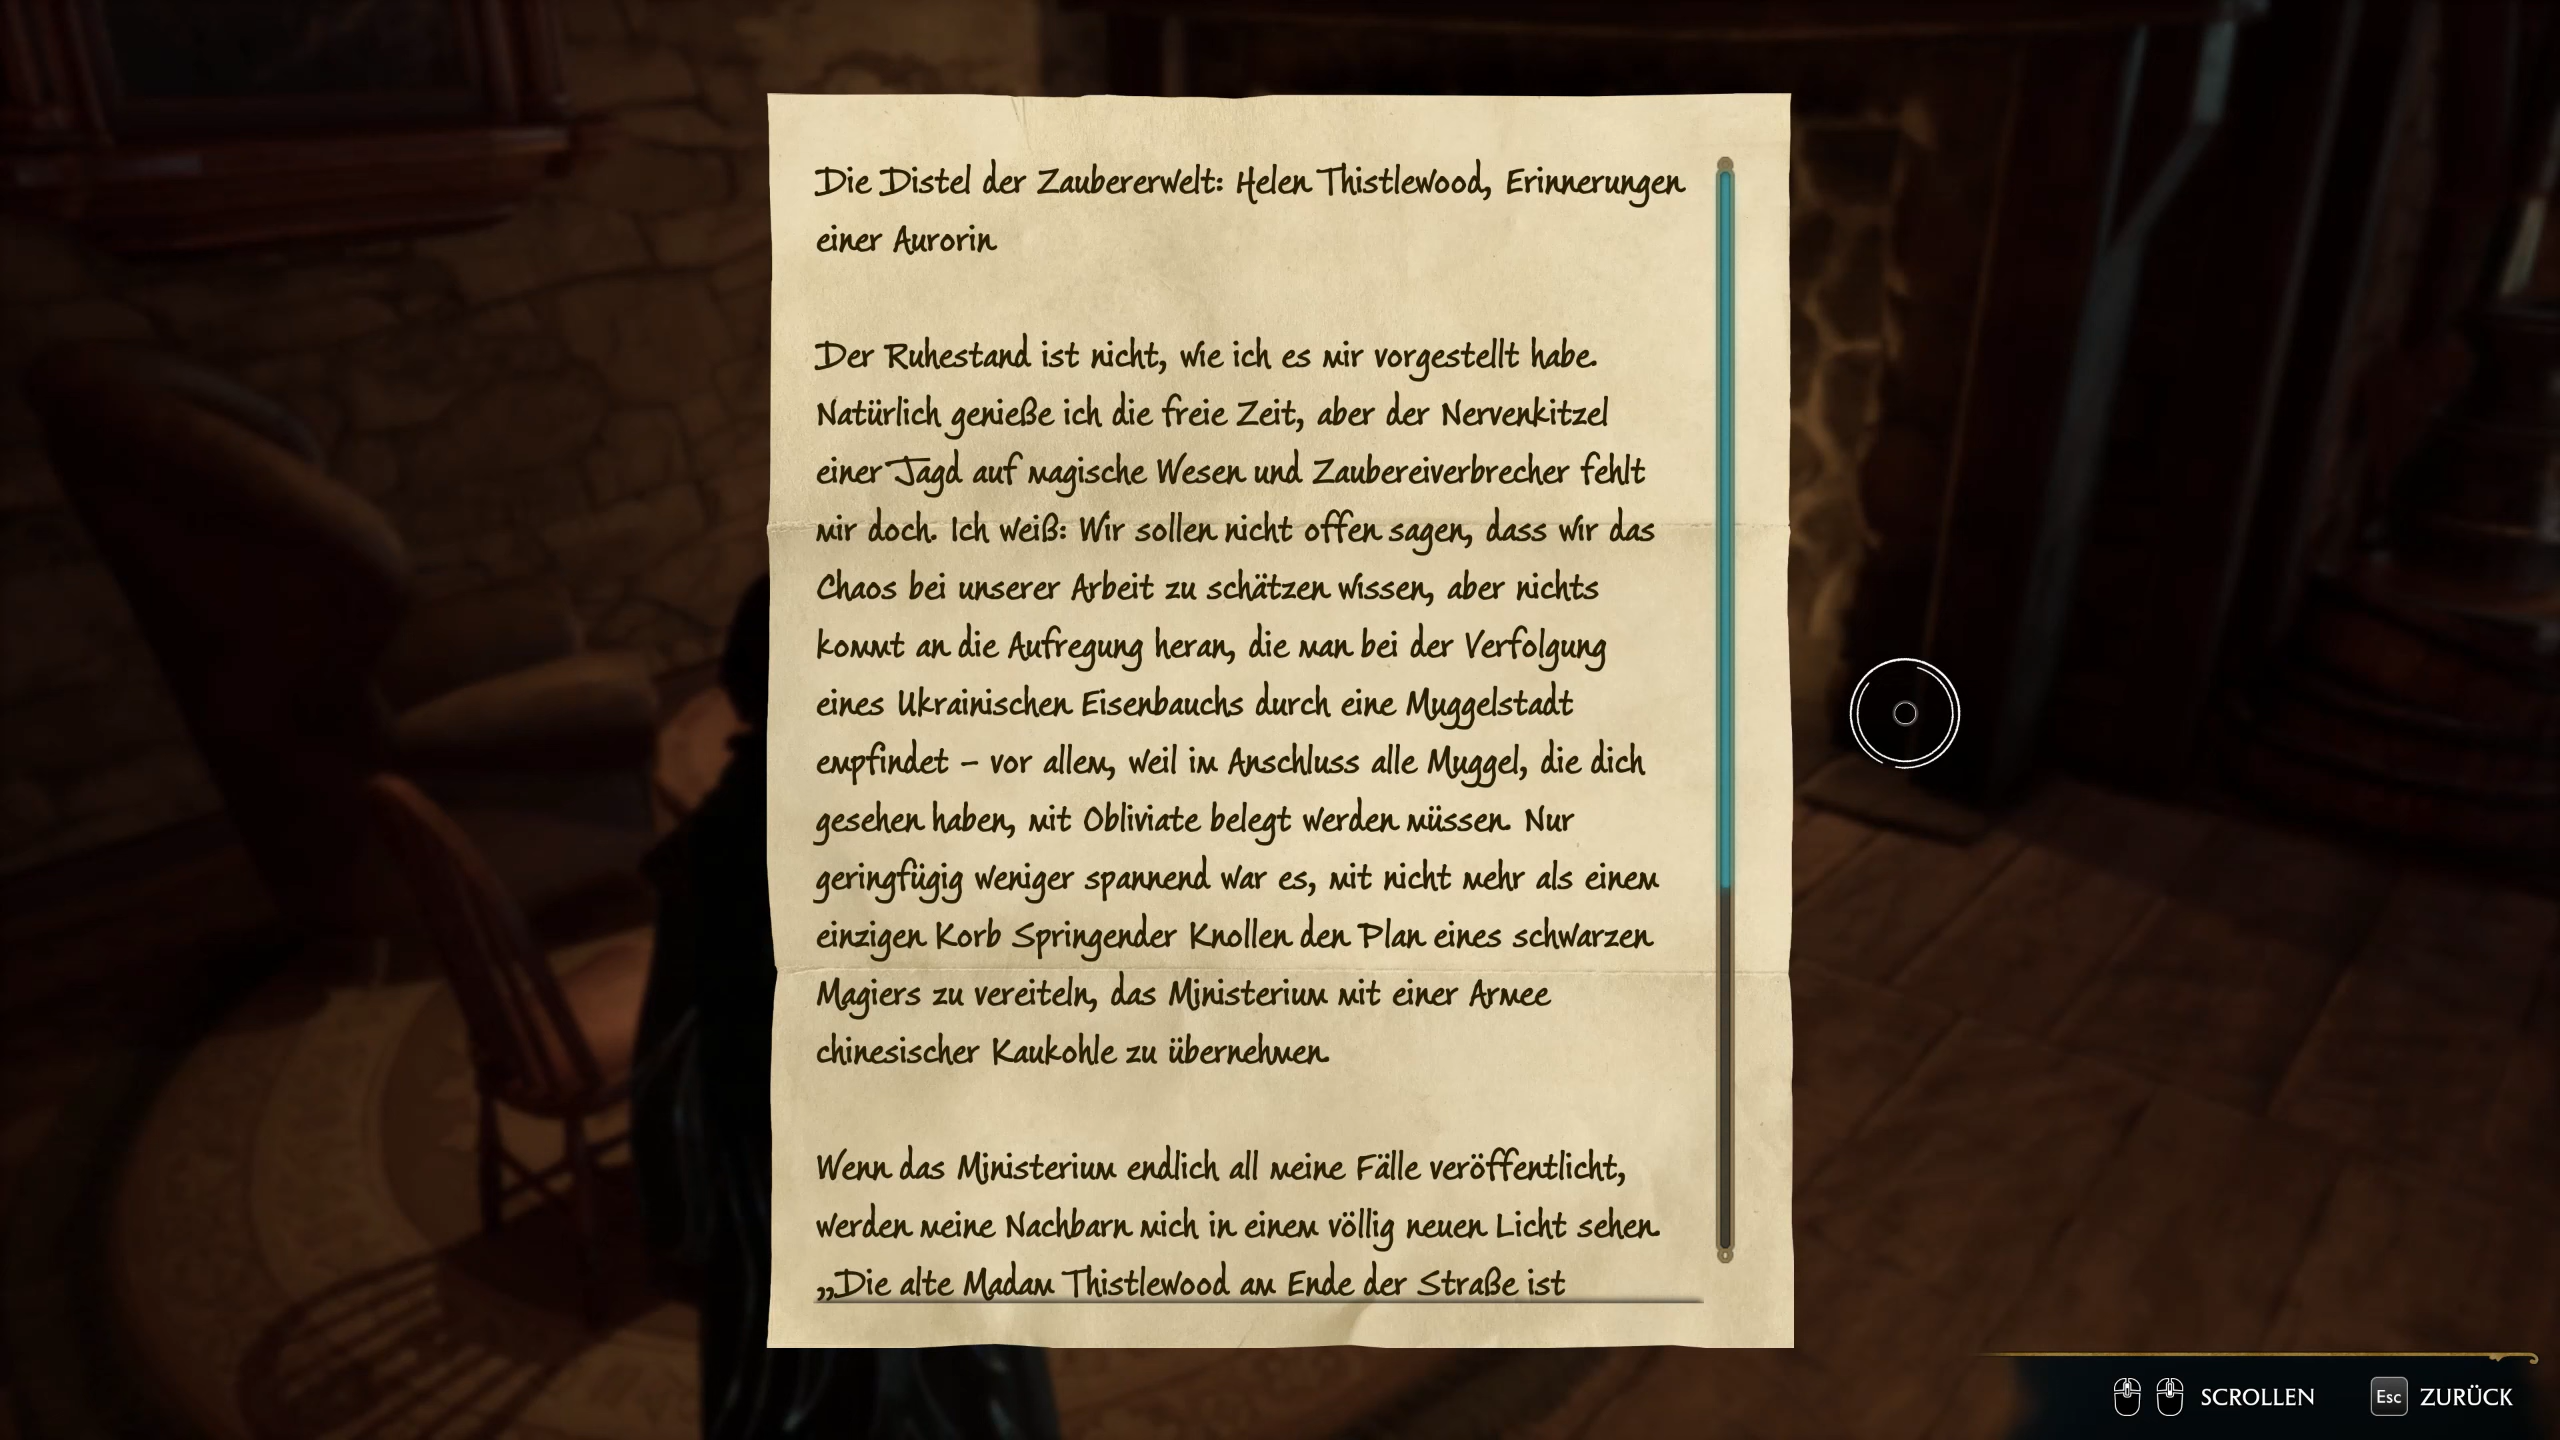 Die Distel der Zaubererwelt: Helen Thistlewood, Erinnerungen
einer Aurorin
Der Ruhestand ist nicht, wie ich es mir vorgestellt habe.
Natürlich genieße ich die freie Zeit, aber der Nervenkitzel
einer Jagd auf magische Wesen und Zaubereiverbrecher fehlt
mir doch. Ich weiß: Wir sollen nicht offen sagen, dass wir das
Chaos bei unserer Arbeit zu schätzen wissen, aber nichts
kommt an die Aufregung heran, die man bei der Verfolgung
eines Ukrainischen Eisenbauchs durch eine Muggelstadt
empfindet – vor allem, weil im Anschluss alle Muggel, die dich
gesehen haben, mit Obliviate belegt werden müssen. Nur
geringfügig weniger spannend war es, mit nicht mehr als einem
einzigen Korb Springender Knollen den Plan eines schwarzen
Magiers zu vereiteln, das Ministerium mit einer Armee
chinesischer Kaukohle zu übernehmen.
Wenn das Ministerium endlich all meine Fälle veröffentlicht,
werden meine Nachbarn mich in einem völlig neuen Licht sehen.
„Die alte Madam Thistlewood am Ende der Straße ist
SCROLLEN
Esc ZURÜCK